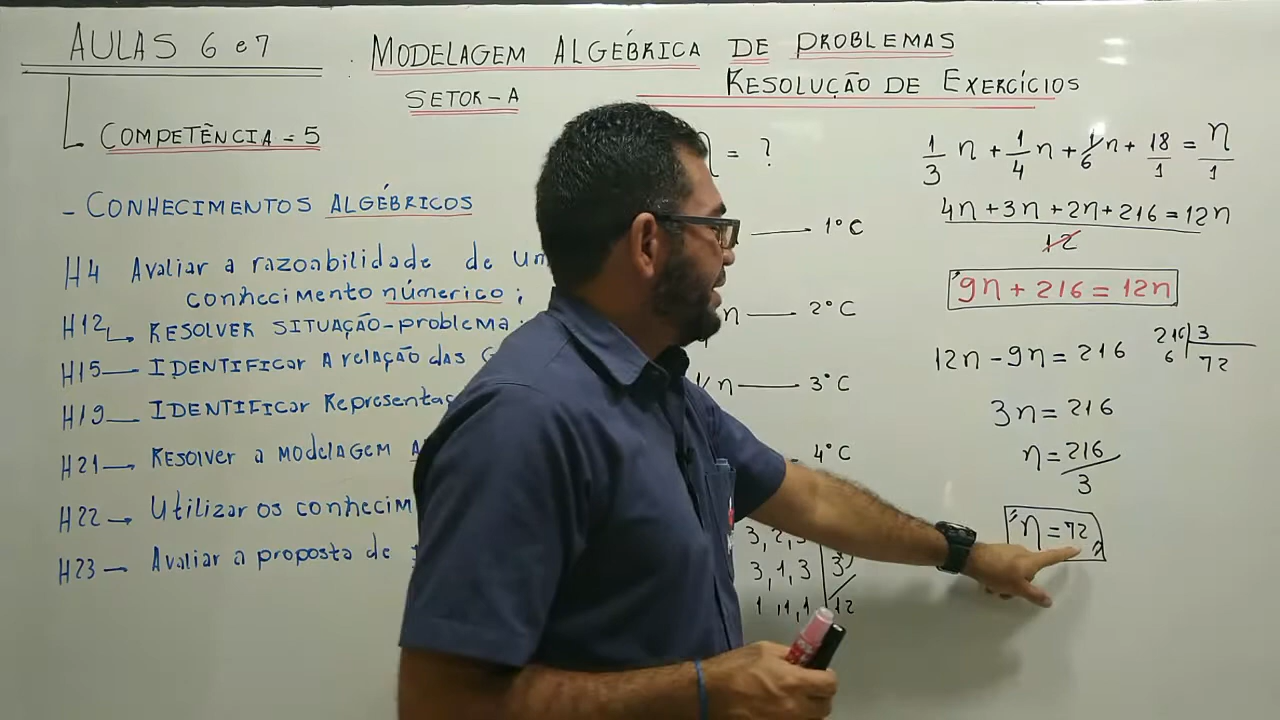 AULAS 6 e 7
MODELAGEM ALGÉBRICA DE PROBLEMAS
RESOLUÇÃO DE EXERCÍCIOS
SETOR-A
COMPETÊNCIA = 5
- CONHECIMENTOS ALGÉBRICOS
H4 Avaliar a razoabilidade de um
conhecimento númerico;
H12 RESOLVER SITUAÇÃO-problema;
H15 IDENTIFICAR A relação das
H19 IDENTIFICAR Representaç
H21 RESOLVER a MODELAGEM
H22 → Utilizar os conhecim
H23 Avaliar a proposta de
n = ?
1°C
n 2°C
n 3°C
4°C
3, 2, 3
3, 1, 3 | 3
1, 1, 1 / 12
1/3 n + 1/4 n + 1/6 n + 18/1 = n/1
4n + 3n + 2n + 216 = 12n
12
9n + 216 = 12n
12n - 9n = 216
216 | 3
6 72
3n = 216
n = 216/3
n = 72